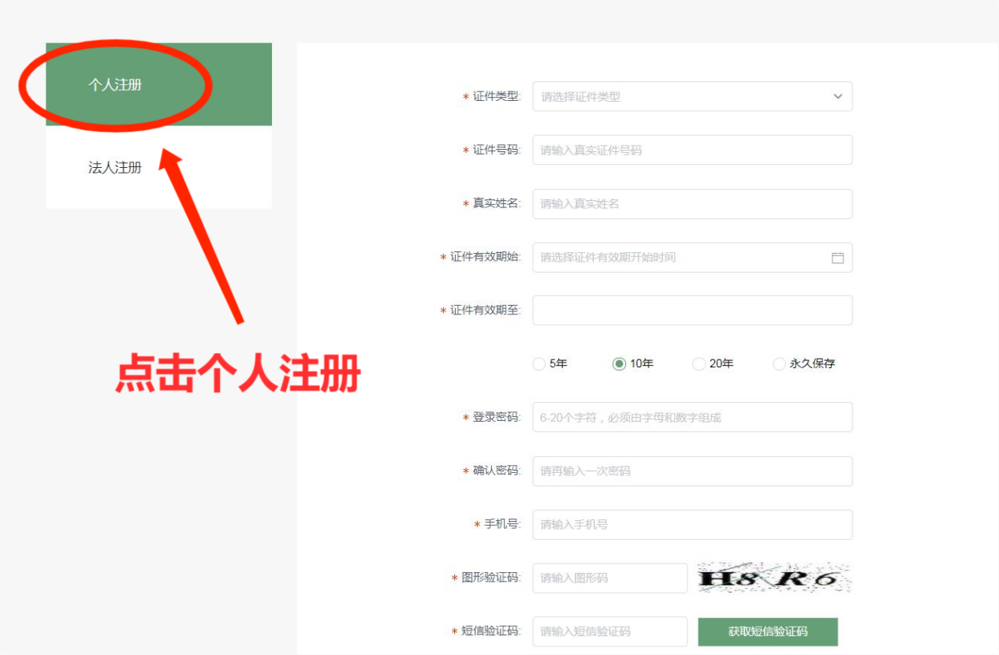 个人注册
法人注册
点击个人注册
* 证件类型: 请选择证件类型
* 证件号码: 请输入真实证件号码
* 真实姓名: 请输入真实姓名
* 证件有效期始: 请选择证件有效期开始时间
* 证件有效期至:
5年 10年 20年 永久保存
* 登录密码: 6-20个字符，必须由字母和数字组成
* 确认密码: 请再输入一次密码
* 手机号: 请输入手机号
* 图形验证码: 请输入图形码 H8R6
* 短信验证码: 请输入短信验证码 获取短信验证码